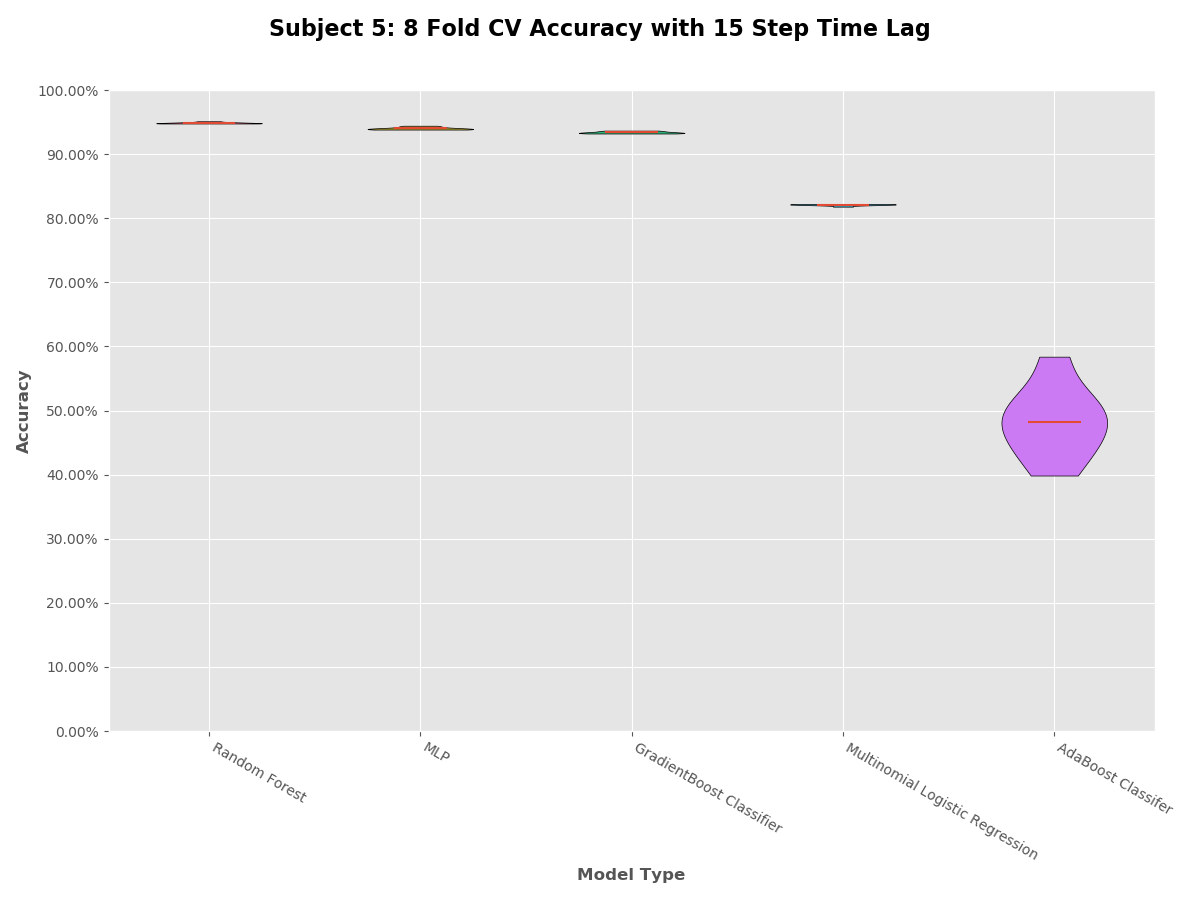 Subject 5: 8 Fold CV Accuracy with 15 Step Time Lag
100.00%
90.00%
80.00%
70.00%
60.00%
50.00%
40.00%
30.00%
20.00%
10.00%
0.00%
Accuracy
Random Forest
MLP
GradientBoost Classifier
Multinomial Logistic Regression
AdaBoost Classifer
Model Type